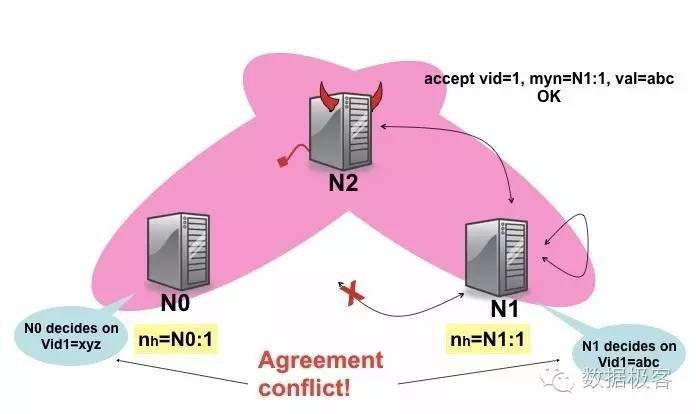 accept vid=1, myn=N1:1, val=abc
OK
N2
N0
N1
N0 decides on
Vid1=xyz
nh=N0:1
nh=N1:1
N1 decides on
Vid1=abc
Agreement
conflict!
数据极客